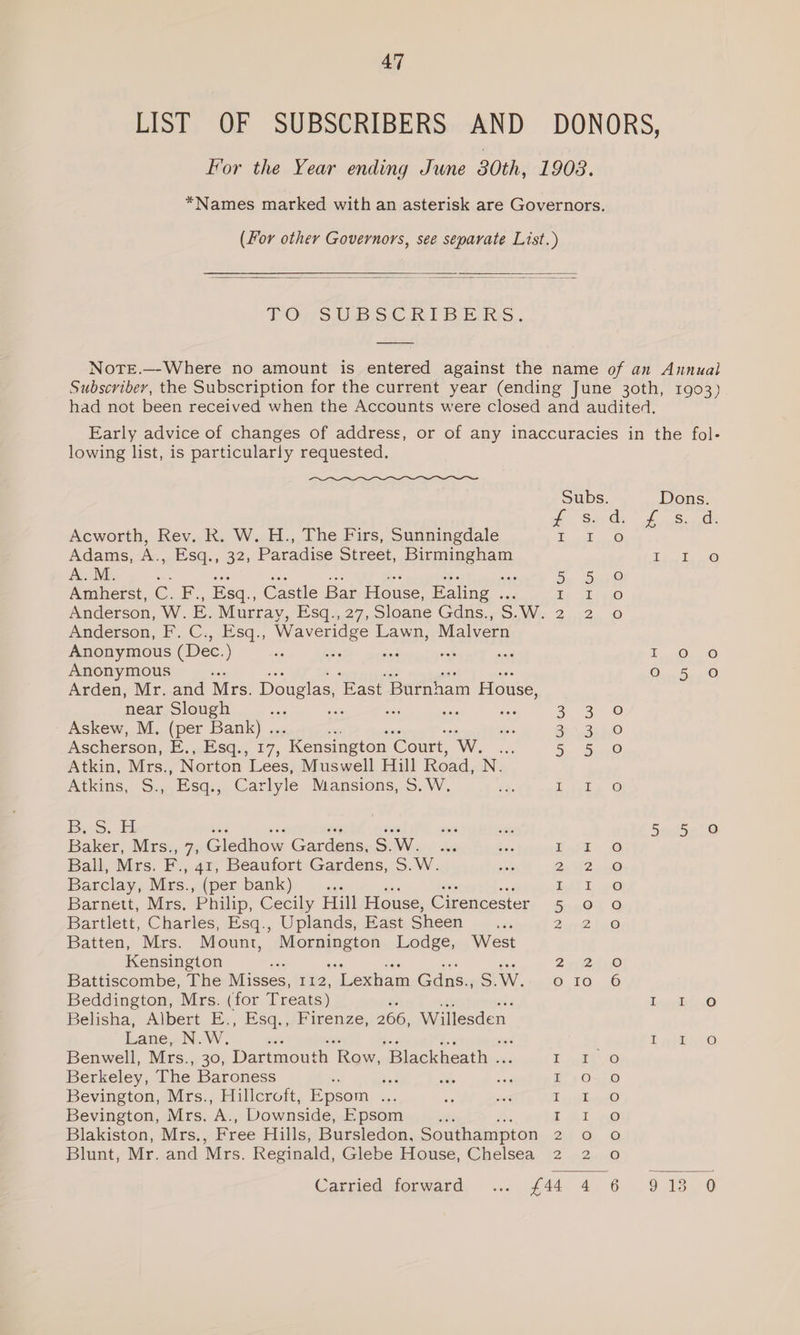 47
LIST OF SUBSCRIBERS AND DONORS,
For the Year ending June 30th, 1903.
*Names marked with an asterisk are Governors.
(For other Governors, see separate List.)
TO SUBSCRIBERS.
NOTE.—Where no amount is entered against the name of an Annual
Subscriber, the Subscription for the current year (ending June 30th, 1903)
had not been received when the Accounts were closed and audited.
Early advice of changes of address, or of any inaccuracies in the fol-
lowing list, is particularly requested.
Subs. Dons.
£ s. d. £ s. d.
Acworth, Rev. R. W. H., The Firs, Sunningdale 1 1 0
Adams, A., Esq., 32, Paradise Street, Birmingham 1 1 0
A. M. ... ... ... ... ... ... 5 5 0
Amherst, C. F., Esq., Castle Bar House, Ealing ... 1 1 0
Anderson, W. E. Murray, Esq., 27, Sloane Gdns., S.W. 2 2 0
Anderson, F. C., Esq., Waveridge Lawn, Malvern
Anonymous (Dec.) ... ... ... ... ... 1 0 0
Anonymous ... ... ... ... ... 0 5 0
Arden, Mr. and Mrs. Douglas, East Burnham House,
near Slough ... ... ... ... ... 3 3 0
Askew, M. (per Bank) ... ... ... ... ... 3 3 0
Ascherson, E., Esq., 17, Kensington Court, W. ... 5 5 0
Atkin, Mrs., Norton Lees, Muswell Hill Road, N.
Atkins, S., Esq., Carlyle Mansions, S.W. ... 1 1 0
B. S. H ... ... ... ... ... ... 5 5 0
Baker, Mrs., 7, Gledhow Gardens, S.W. ... ... 1 1 0
Ball, Mrs. F., 41, Beaufort Gardens, S.W. ... 2 2 0
Barclay, Mrs., (per bank) ... ... ... ... 1 1 0
Barnett, Mrs. Philip, Cecily Hill House, Cirencester 5 0 0
Bartlett, Charles, Esq., Uplands, East Sheen ... 2 2 0
Batten, Mrs. Mount, Mornington Lodge, West
Kensington ... ... ... ... ... 2 2 0
Battiscombe, The Misses, 112, Lexham Gdns., S.W. 0 10 6
Beddington, Mrs. (for Treats) ... ... ... 1 1 0
Belisha, Albert E., Esq., Firenze, 266, Willesden
Lane, N.W. ... ... ... ... ... 1 1 0
Benwell, Mrs., 30, Dartmouth Row, Blackheath ... 1 1 0
Berkeley, The Baroness ... ... ... ... 1 0 0
Bevington, Mrs., Hillcroft, Epsom ... ... ... 1 1 0
Bevington, Mrs. A., Downside, Epsom ... ... 1 1 0
Blakiston, Mrs., Free Hills, Bursledon, Southampton 2 0 0
Blunt, Mr. and Mrs. Reginald, Glebe House, Chelsea 2 2 0
Carried forward ... £44 4 6 9 13 0